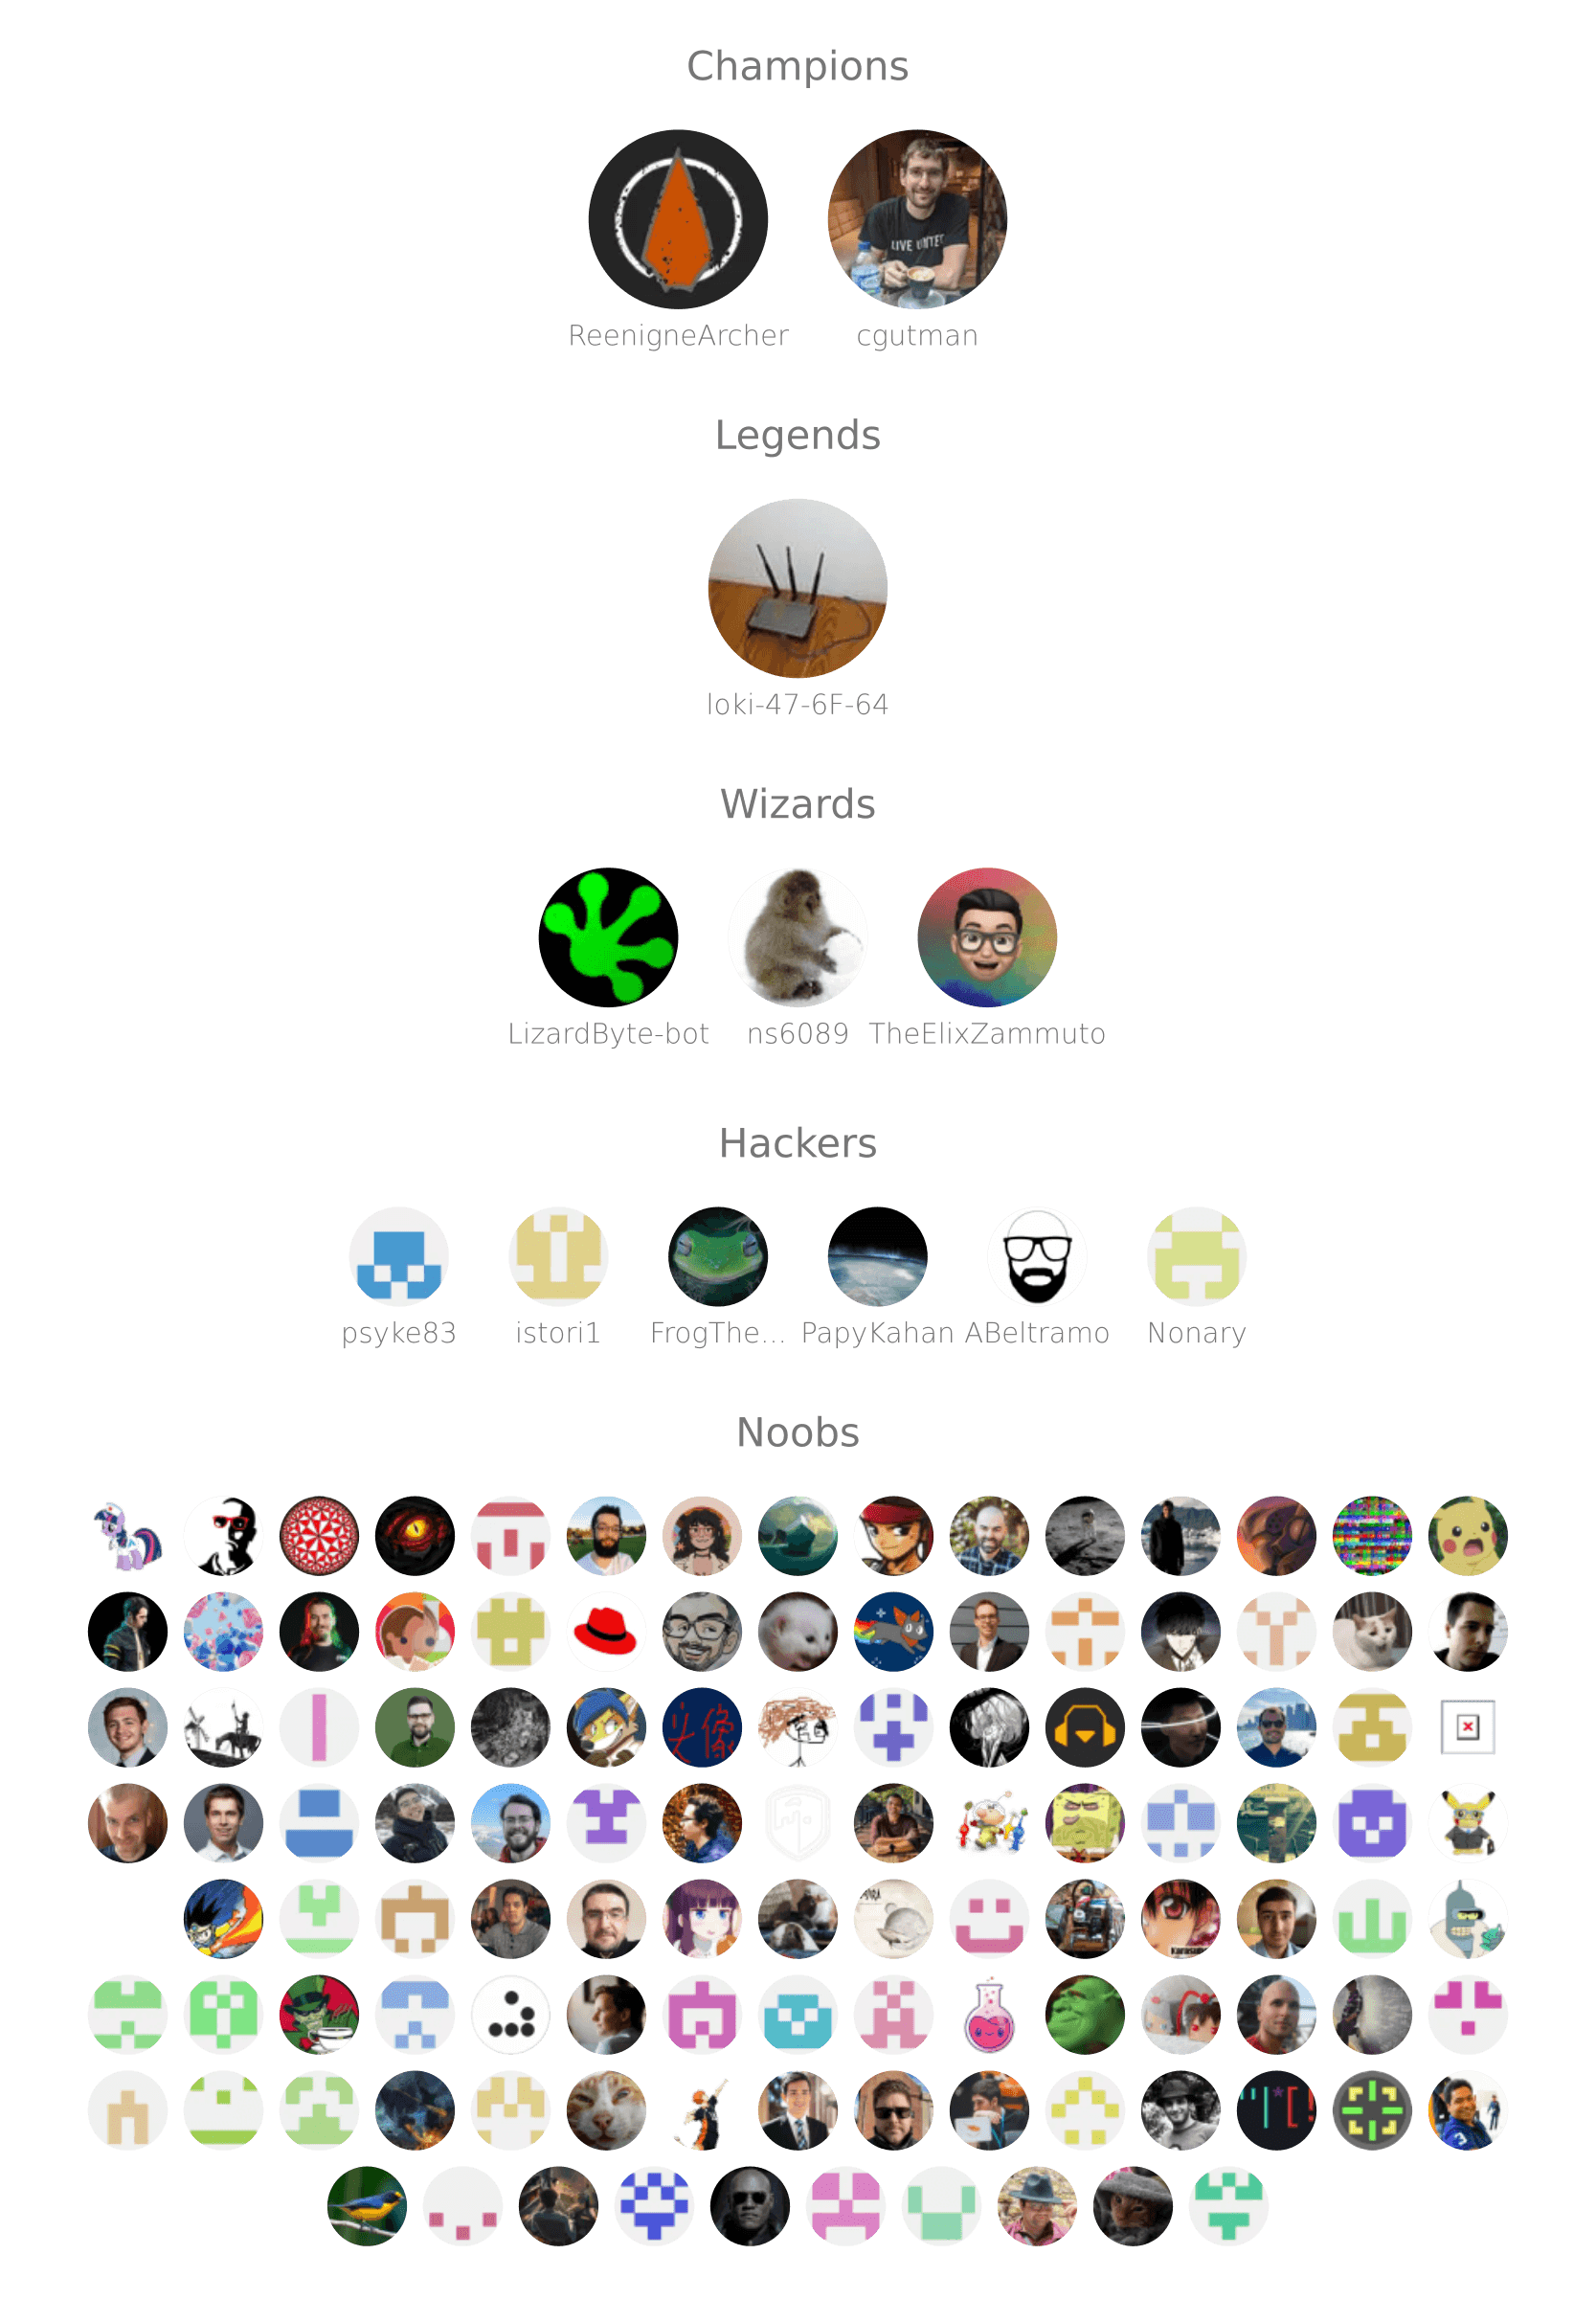 Champions
ReenigneArcher cgutman
Legends
loki-47-6F-64
Wizards
LizardByte-bot ns6089 TheElixZammuto
Hackers
psyke83 istori1 FrogThe... PapyKahan ABeltramo Nonary
Noobs